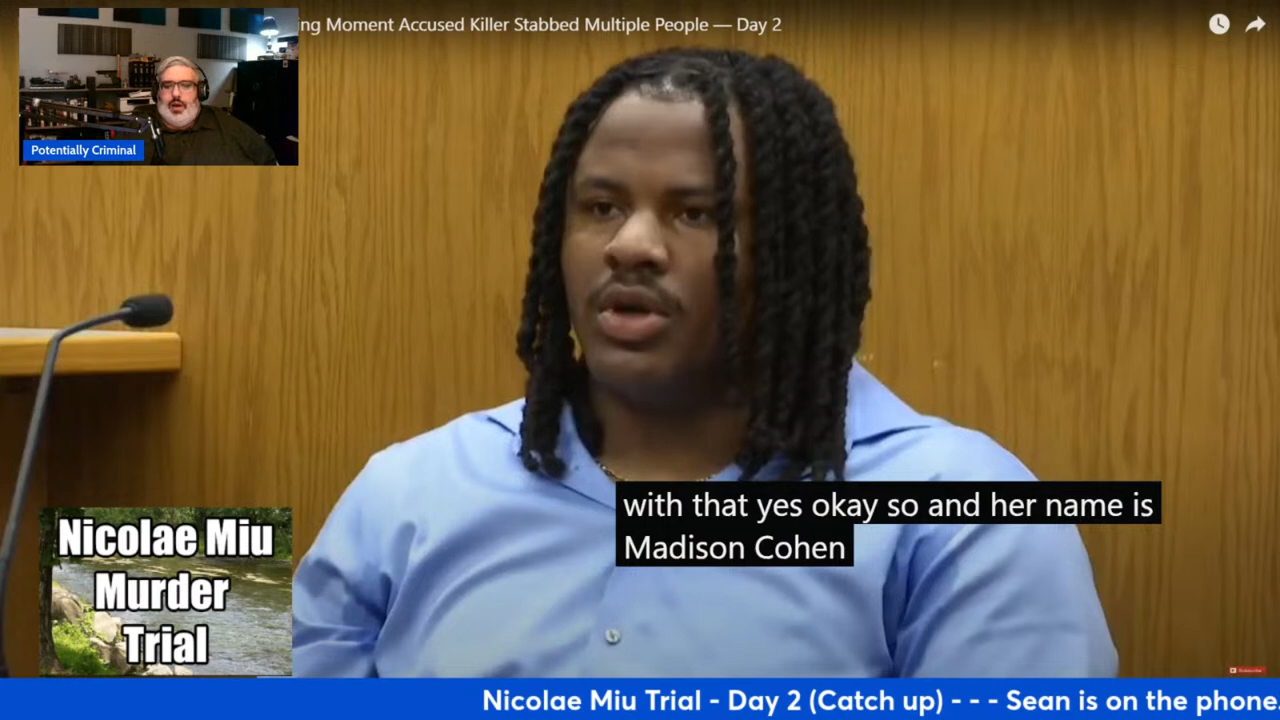 ing Moment Accused Killer Stabbed Multiple People — Day 2
Potentially Criminal
with that yes okay so and her name is
Madison Cohen
Nicolae Miu
Murder
Trial
Nicolae Miu Trial - Day 2 (Catch up) - - - Sean is on the phone.